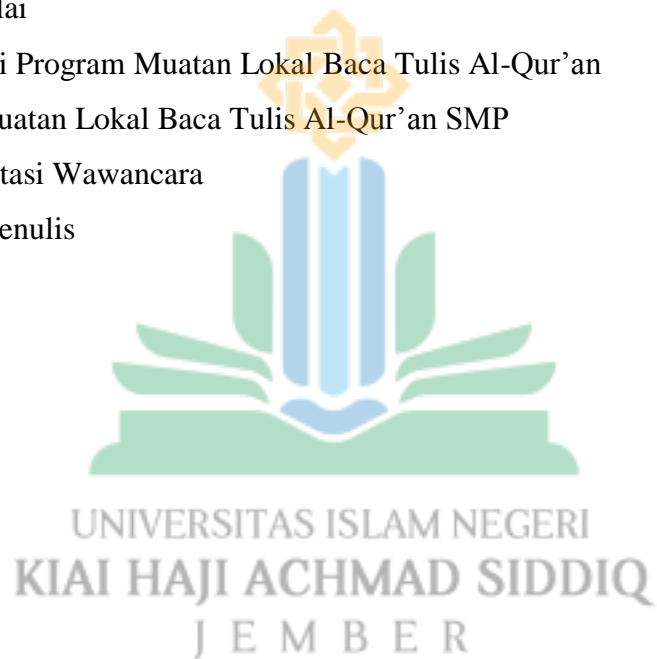 lai
i Program Muatan Lokal Baca Tulis Al-Qur’an
uatan Lokal Baca Tulis Al-Qur’an SMP
tasi Wawancara
enulis
UNIVERSITAS ISLAM NEGERI
KIAI HAJI ACHMAD SIDDIQ
JEMBER